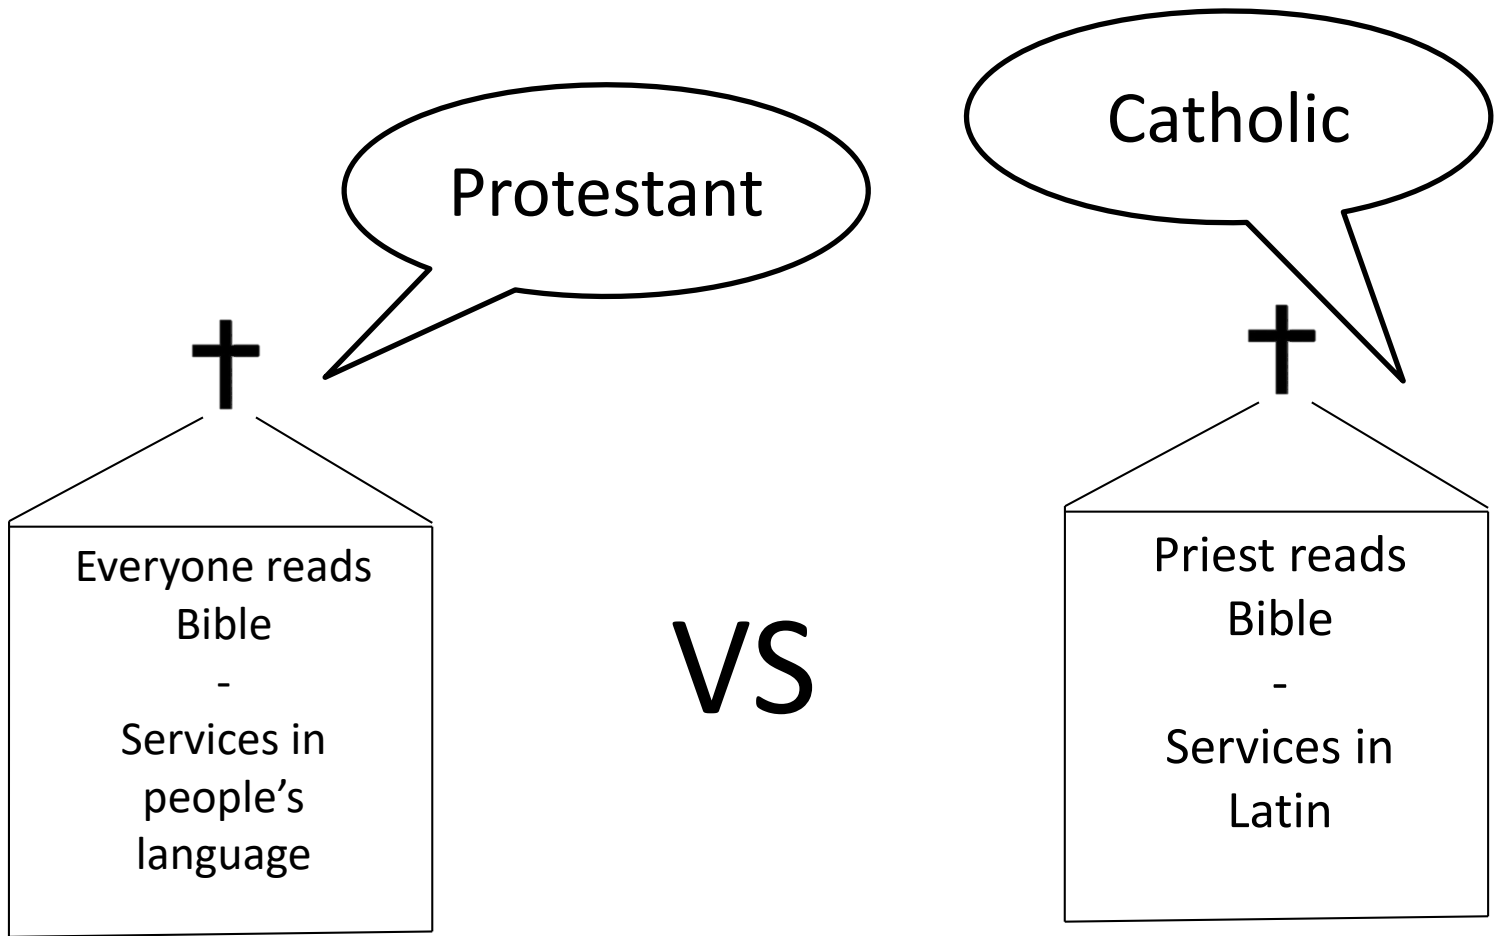 Protestant
Everyone reads
Bible
-
Services in
people’s
language
VS
Catholic
Priest reads
Bible
-
Services in
Latin